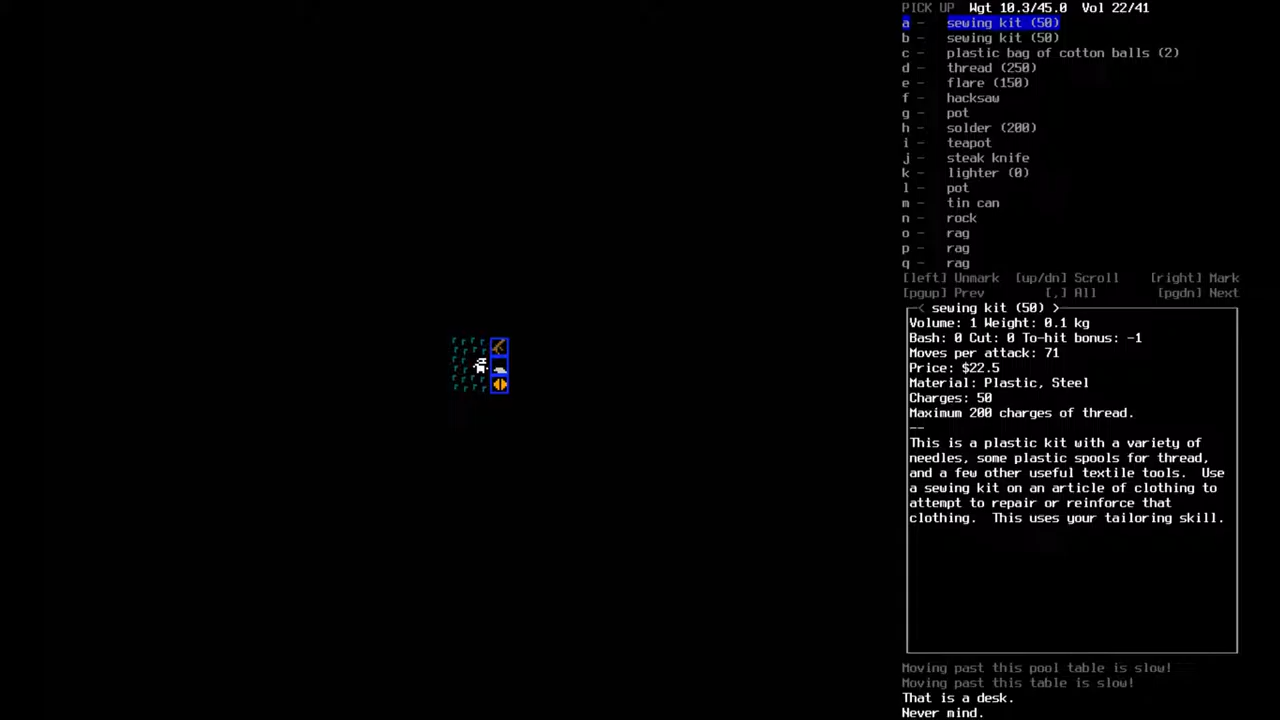 PICK UP Wgt 10.3/45.0 Vol 22/41
a - sewing kit (50)
b - sewing kit (50)
c - plastic bag of cotton balls (2)
d - thread (250)
e - flare (150)
f - hacksaw
g - pot
h - solder (200)
i - teapot
j - steak knife
k - lighter (0)
l - pot
m - tin can
n - rock
o - rag
p - rag
q - rag
[left] Unmark [up/dn] Scroll [right] Mark
[pgup] Prev [,] All [pgdn] Next
< sewing kit (50) >
Volume: 1 Weight: 0.1 kg
Bash: 0 Cut: 0 To-hit bonus: -1
Moves per attack: 71
Price: $22.5
Material: Plastic, Steel
Charges: 50
Maximum 200 charges of thread.
--
This is a plastic kit with a variety of
needles, some plastic spools for thread,
and a few other useful textile tools. Use
a sewing kit on an article of clothing to
attempt to repair or reinforce that
clothing. This uses your tailoring skill.
Moving past this pool table is slow!
Moving past this table is slow!
That is a desk.
Never mind.